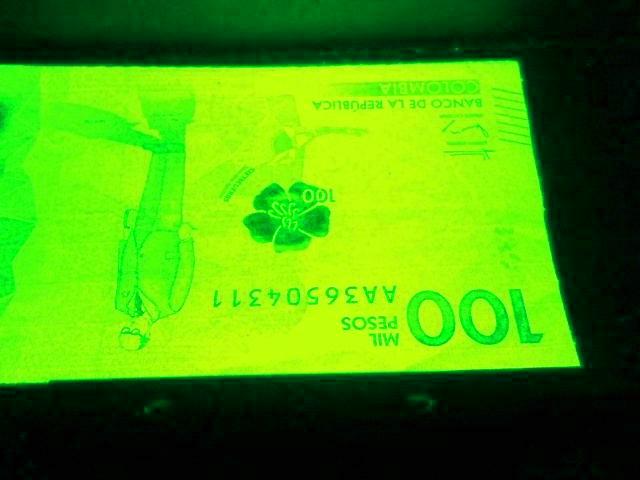 100 MIL
PESOS
AA36504311
100
BANCO DE LA REPÚBLICA
COLOMBIA